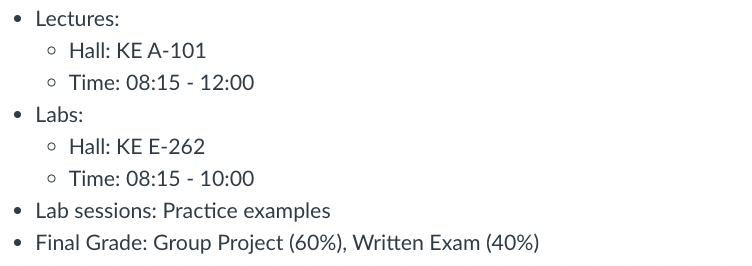 • Lectures:
◦ Hall: KE A-101
◦ Time: 08:15 - 12:00
• Labs:
◦ Hall: KE E-262
◦ Time: 08:15 - 10:00
• Lab sessions: Practice examples
• Final Grade: Group Project (60%), Written Exam (40%)